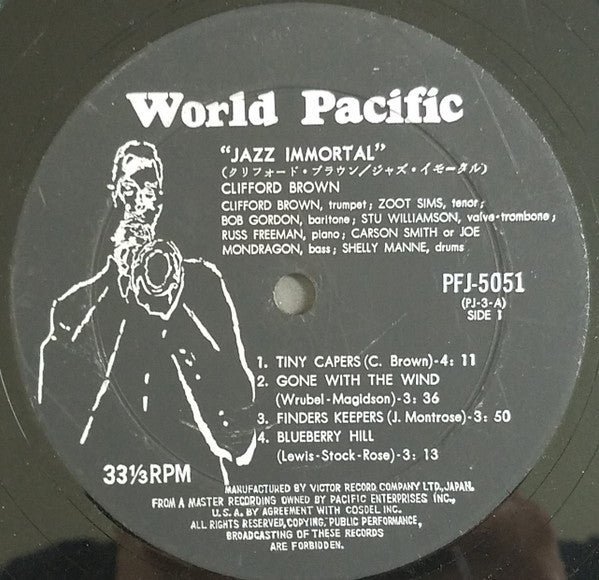 World Pacific
"JAZZ IMMORTAL"
(クリフォード・ブラウン/ジャズ・イモータル)
CLIFFORD BROWN
CLIFFORD BROWN, trumpet; ZOOT SIMS, tenor;
BOB GORDON, baritone; STU WILLIAMSON, valve-trombone;
RUSS FREEMAN, piano; CARSON SMITH or JOE
MONDRAGON, bass; SHELLY MANNE, drums
PFJ-5051
(PJ-3-A)
SIDE 1
1. TINY CAPERS (C. Brown)-4: 11
2. GONE WITH THE WIND
(Wrubel-Magidson)-3: 36
3. FINDERS KEEPERS (J. Montrose)-3: 50
4. BLUEBERRY HILL
(Lewis-Stock-Rose)-3: 13
33⅓RPM
MANUFACTURED BY VICTOR RECORD COMPANY LTD., JAPAN.
FROM A MASTER RECORDING OWNED BY PACIFIC ENTERPRISES INC.,
U.S.A. BY AGREEMENT WITH COSDEL INC.
ALL RIGHTS RESERVED, COPYING, PUBLIC PERFORMANCE,
BROADCASTING OF THESE RECORDS
ARE FORBIDDEN.